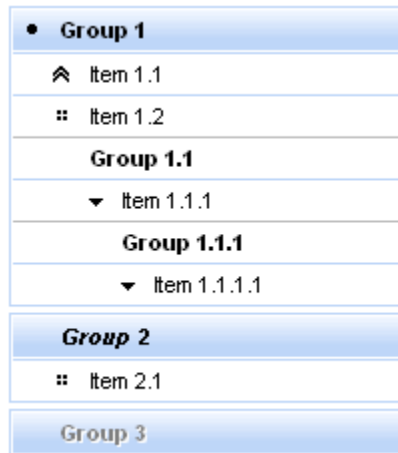 Group 1
Item 1.1
Item 1.2
Group 1.1
Item 1.1.1
Group 1.1.1
Item 1.1.1.1
Group 2
Item 2.1
Group 3